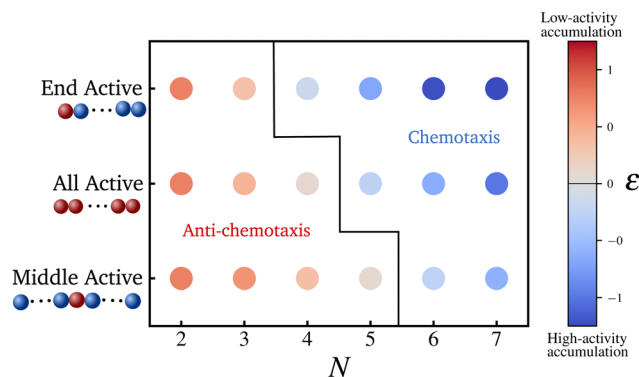 Low-activity
accumulation
End Active
All Active
Middle Active
Chemotaxis
Anti-chemotaxis
2 3 4 5 6 7
N
1
0
0
−0
−1
ε
High-activity
accumulation